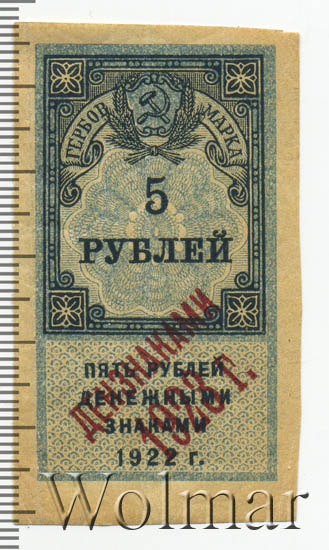 ГЕРБОВ. МАРКА.
5
РУБЛЕЙ
ДЕНЗНАКАМИ
1923 г.
ПЯТЬ РУБЛЕЙ
ДЕНЕЖНЫМИ
ЗНАКАМИ
1922 г.
Wolmar